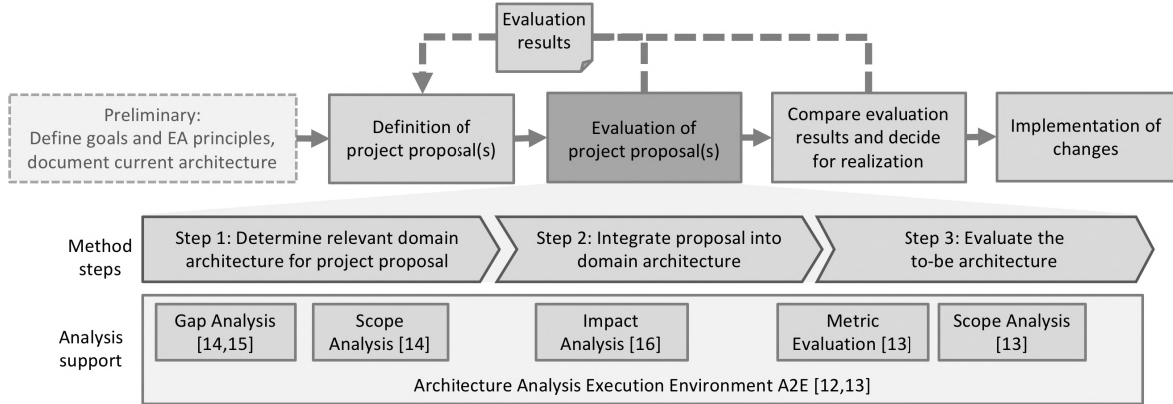 Evaluation
results
Preliminary:
Define goals and EA principles,
document current architecture
Definition of
project proposal(s)
Evaluation of
project proposal(s)
Compare evaluation
results and decide
for realization
Implementation of
changes
Method
steps
Step 1: Determine relevant domain
architecture for project proposal
Step 2: Integrate proposal into
domain architecture
Step 3: Evaluate the
to-be architecture
Analysis
support
Gap Analysis
[14,15]
Scope
Analysis [14]
Impact
Analysis [16]
Metric
Evaluation [13]
Scope Analysis
[13]
Architecture Analysis Execution Environment A2E [12,13]